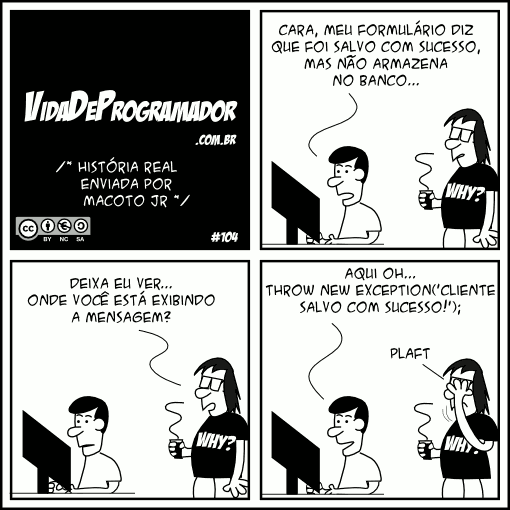 VIDADEPROGRAMADOR
.COM.BR
/* HISTÓRIA REAL
ENVIADA POR
MACOTO JR */
cc
BY NC SA
#104
CARA, MEU FORMULÁRIO DIZ
QUE FOI SALVO COM SUCESSO,
MAS NÃO ARMAZENA
NO BANCO...
WHY?
DEIXA EU VER...
ONDE VOCÊ ESTÁ EXIBINDO
A MENSAGEM?
WHY?
AQUI OH...
THROW NEW EXCEPTION('CLIENTE
SALVO COM SUCESSO!');
PLAFT
WHY?